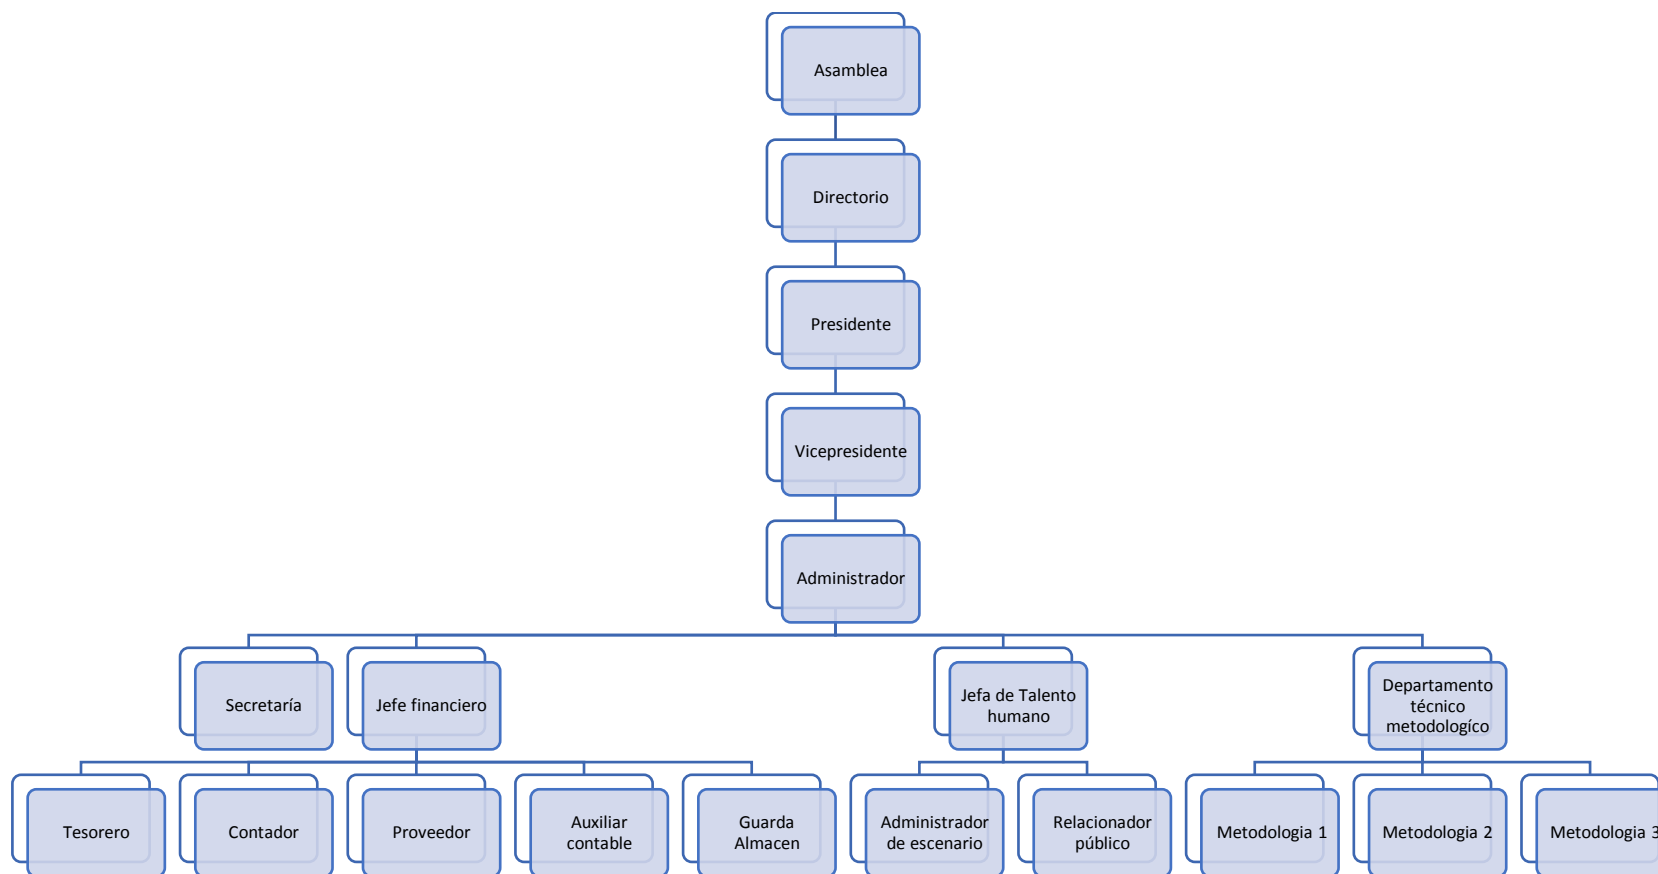 Asamblea
Directorio
Presidente
Vicepresidente
Administrador
Secretaría
Jefe financiero
Jefa de Talento
humano
Departamento
técnico
metodologíco
Tesorero
Contador
Proveedor
Auxiliar
contable
Guarda
Almacen
Administrador
de escenario
Relacionador
público
Metodologia 1
Metodologia 2
Metodologia 3